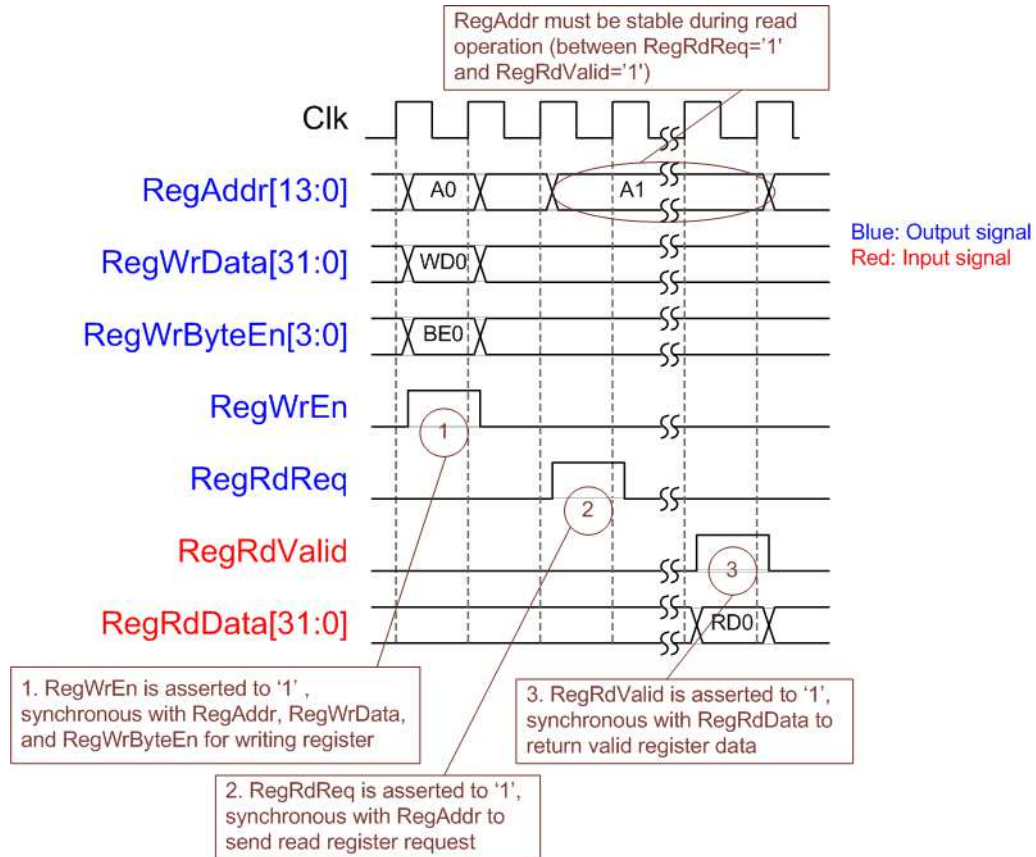 RegAddr must be stable during read
operation (between RegRdReq='1'
and RegRdValid='1')
Clk
RegAddr[13:0]
A0
A1
Blue: Output signal
Red: Input signal
RegWrData[31:0]
WD0
RegWrByteEn[3:0]
BE0
RegWrEn
1
RegRdReq
2
RegRdValid
3
RegRdData[31:0]
RD0
1. RegWrEn is asserted to ‘1’ ,
synchronous with RegAddr, RegWrData,
and RegWrByteEn for writing register
3. RegRdValid is asserted to ‘1’,
synchronous with RegRdData to
return valid register data
2. RegRdReq is asserted to ‘1’,
synchronous with RegAddr to
send read register request